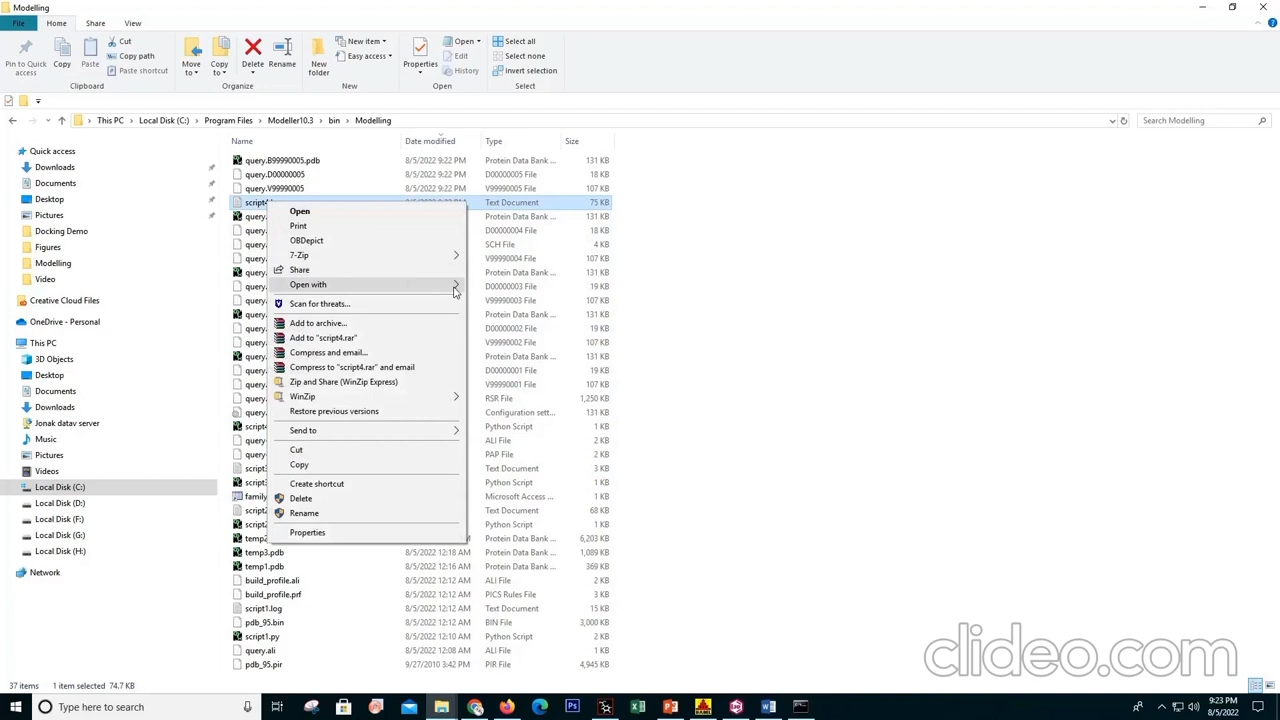 Modelling
File Home Share View
Pin to Quick access
Copy
Paste
Cut
Copy path
Paste shortcut
Clipboard
Move to
Copy to
Delete
Rename
Organize
New folder
New item
Easy access
New
Properties
Open
Edit
History
Open
Select all
Select none
Invert selection
Select
This PC Local Disk (C:) Program Files Modeller10.3 bin Modelling
Search Modelling
Quick access
Downloads
Documents
Desktop
Pictures
Docking Demo
Figures
Modelling
Video
Creative Cloud Files
OneDrive - Personal
This PC
3D Objects
Desktop
Documents
Downloads
Jonak datav server
Music
Pictures
Videos
Local Disk (C:)
Local Disk (D:)
Local Disk (F:)
Local Disk (G:)
Local Disk (H:)
Network
Name Date modified Type Size
query.B99990005.pdb 8/5/2022 9:22 PM Protein Data Bank ... 131 KB
query.D00000005 8/5/2022 9:22 PM D00000005 File 18 KB
query.V99990005 8/5/2022 9:22 PM V99990005 File 107 KB
Text Document 75 KB
Protein Data Bank ... 131 KB
D00000004 File 18 KB
SCH File 4 KB
V99990004 File 107 KB
Protein Data Bank ... 131 KB
D00000003 File 19 KB
V99990003 File 107 KB
Protein Data Bank ... 131 KB
D00000002 File 19 KB
V99990002 File 107 KB
Protein Data Bank ... 131 KB
D00000001 File 19 KB
V99990001 File 107 KB
RSR File 1,250 KB
Configuration sett... 131 KB
Python Script 1 KB
ALI File 2 KB
PAP File 2 KB
Text Document 3 KB
Python Script 1 KB
Microsoft Access ... 1 KB
Text Document 68 KB
Python Script 1 KB
Protein Data Bank ... 6,203 KB
temp3.pdb 8/5/2022 12:18 AM Protein Data Bank ... 1,089 KB
temp1.pdb 8/5/2022 12:16 AM Protein Data Bank ... 369 KB
build_profile.ali 8/5/2022 12:12 AM ALI File 2 KB
build_profile.prf 8/5/2022 12:12 AM PICS Rules File 1 KB
script1.log 8/5/2022 12:12 AM Text Document 15 KB
pdb_95.bin 8/5/2022 12:12 AM BIN File 3,000 KB
script1.py 8/5/2022 12:10 AM Python Script 1 KB
query.ali 8/5/2022 12:08 AM ALI File 1 KB
pdb_95.pir 9/27/2010 3:42 PM PIR File 4,945 KB
Open
Print
OBDepict
7-Zip
Share
Open with
Scan for threats...
Add to archive...
Add to "script4.rar"
Compress and email...
Compress to "script4.rar" and email
Zip and Share (WinZip Express)
WinZip
Restore previous versions
Send to
Cut
Copy
Create shortcut
Delete
Rename
Properties
clideo.com
37 items 1 item selected 74.7 KB
Type here to search
9:23 PM
8/5/2022